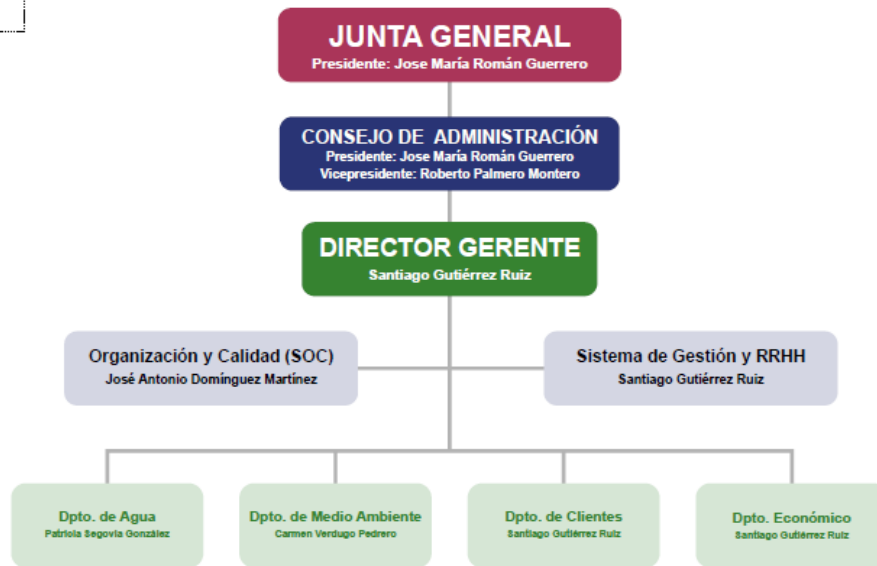 JUNTA GENERAL
Presidente: Jose María Román Guerrero
CONSEJO DE ADMINISTRACIÓN
Presidente: Jose María Román Guerrero
Vicepresidente: Roberto Palmero Montero
DIRECTOR GERENTE
Santiago Gutiérrez Ruiz
Organización y Calidad (SOC)
José Antonio Domínguez Martínez
Sistema de Gestión y RRHH
Santiago Gutiérrez Ruiz
Dpto. de Agua
Patricia Segovia González
Dpto. de Medio Ambiente
Carmen Verdugo Pedrero
Dpto. de Clientes
Santiago Gutiérrez Ruiz
Dpto. Económico
Santiago Gutiérrez Ruiz